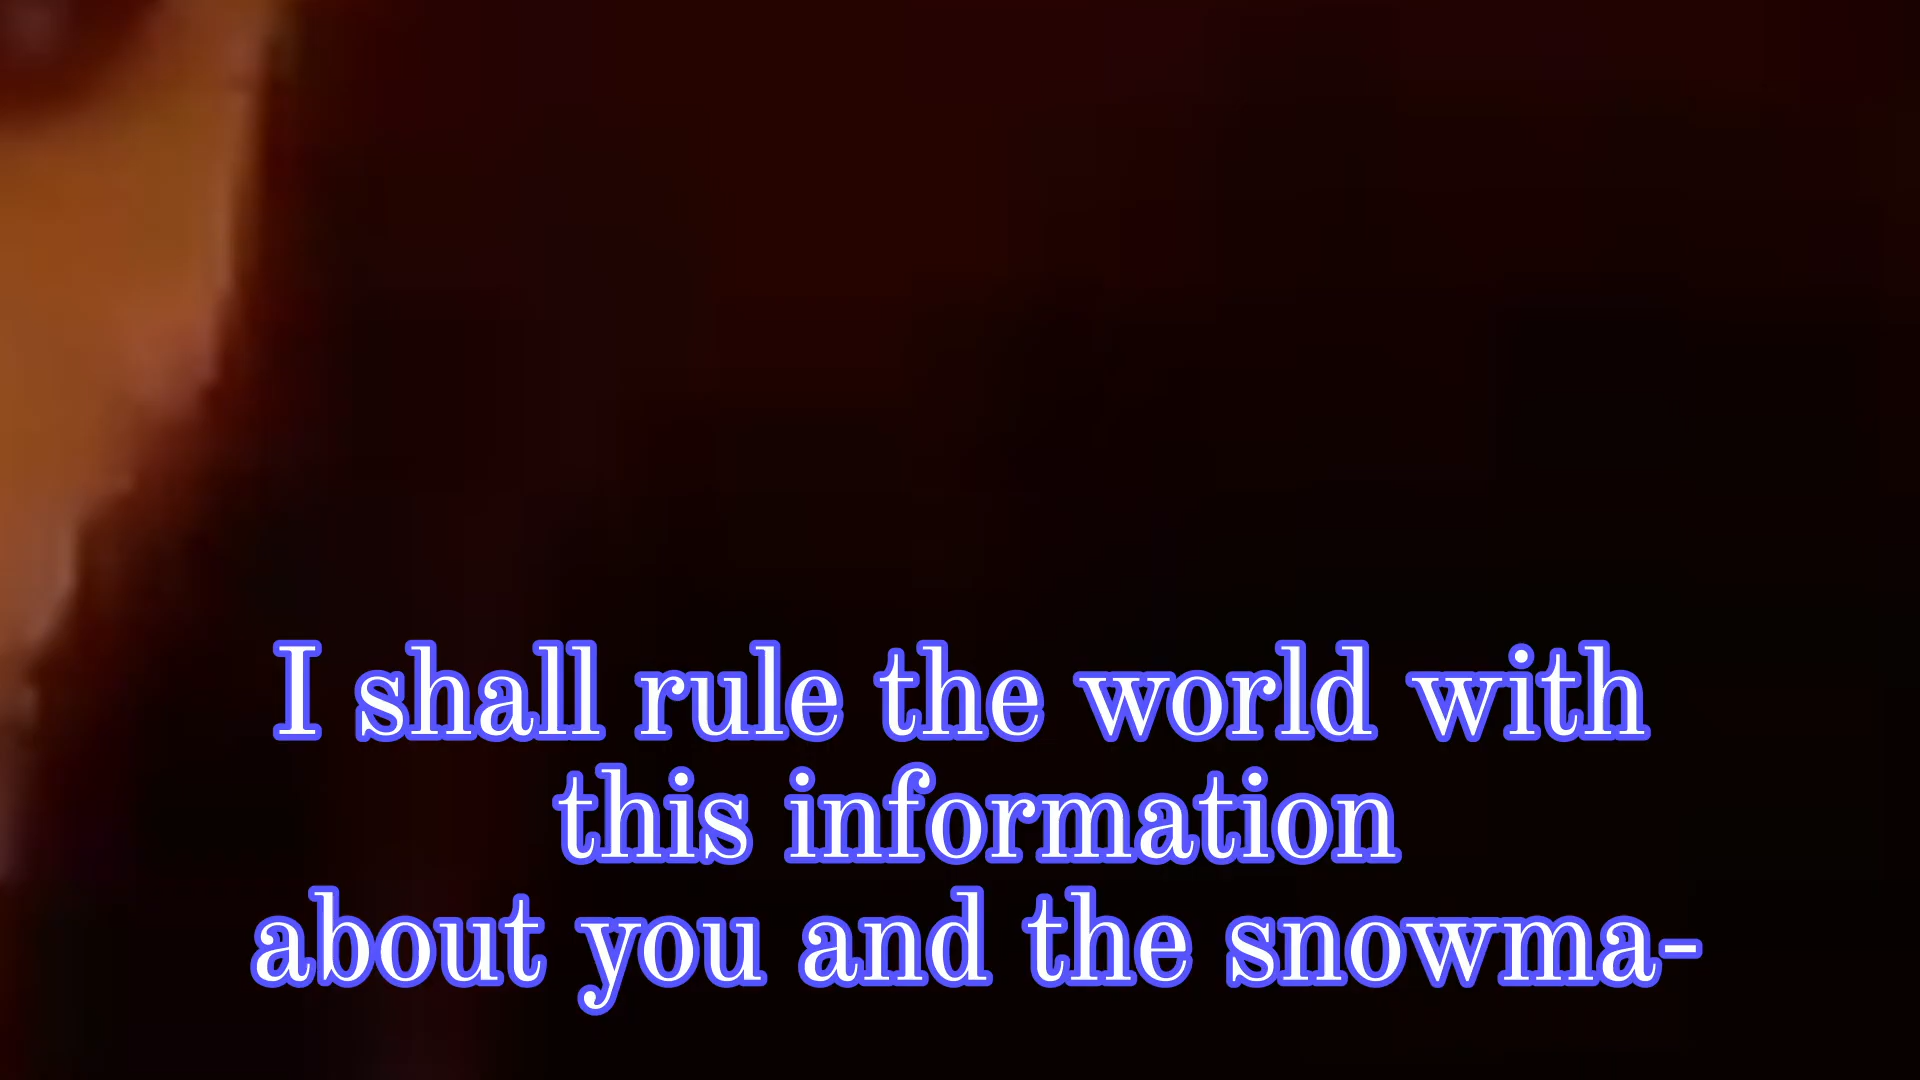 I shall rule the world with
this information
about you and the snowma-